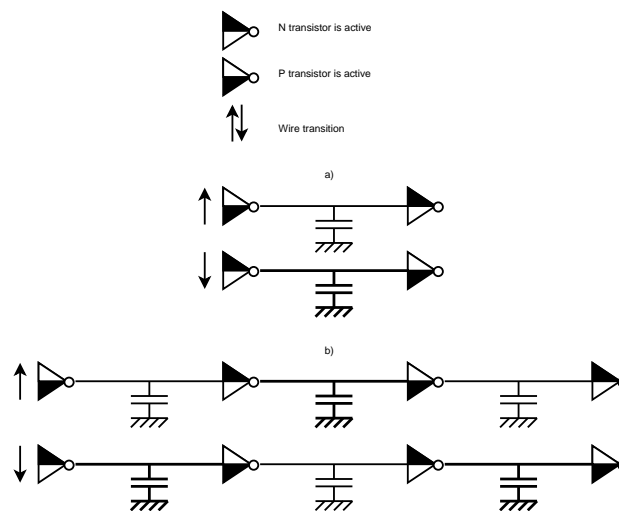 N transistor is active
P transistor is active
Wire transition
a)
b)